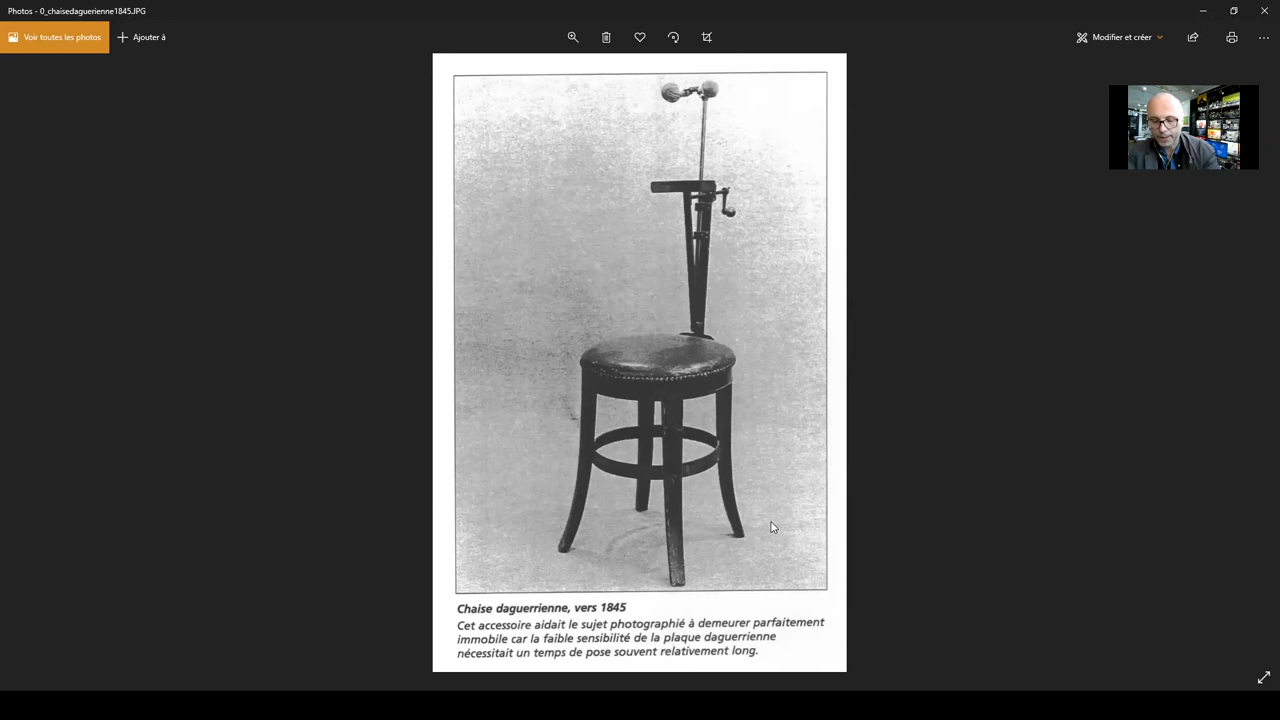 Photos - 0_chaisedaguerienne1845.JPG
Voir toutes les photos
Ajouter à
Modifier et créer
Chaise daguerrienne, vers 1845
Cet accessoire aidait le sujet photographié à demeurer parfaitement
immobile car la faible sensibilité de la plaque daguerrienne
nécessitait un temps de pose souvent relativement long.